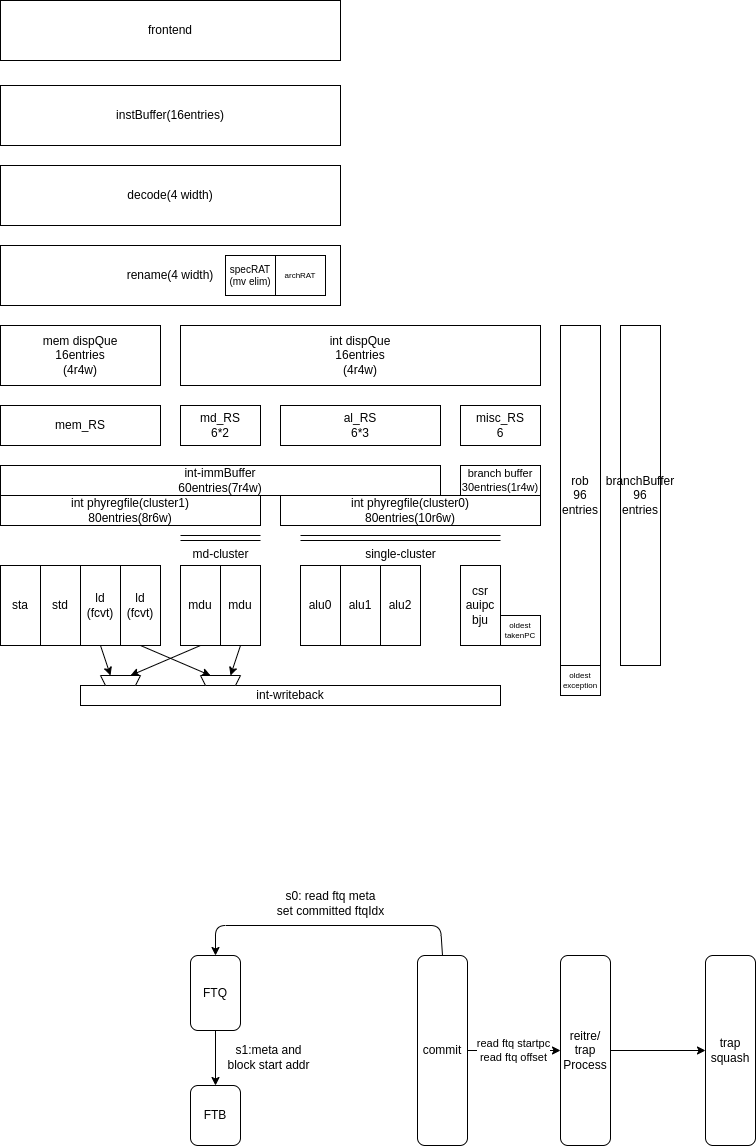 frontend
instBuffer(16entries)
decode(4 width)
rename(4 width)
specRAT
(mv elim)
archRAT
mem dispQue
16entries
(4r4w)
int dispQue
16entries
(4r4w)
mem_RS
md_RS
6*2
al_RS
6*3
misc_RS
6
int-immBuffer
60entries(7r4w)
branch buffer
30entries(1r4w)
int phyregfile(cluster1)
80entries(8r6w)
int phyregfile(cluster0)
80entries(10r6w)
rob
96
entries
branchBuffer
96
entries
md-cluster
single-cluster
sta
std
ld
(fcvt)
ld
(fcvt)
mdu
mdu
alu0
alu1
alu2
csr
auipc
bju
oldest
takenPC
oldest
exception
int-writeback
s0: read ftq meta
set committed ftqIdx
FTQ
s1:meta and
block start addr
FTB
commit
read ftq startpc
read ftq offset
reitre/
trap
Process
trap
squash